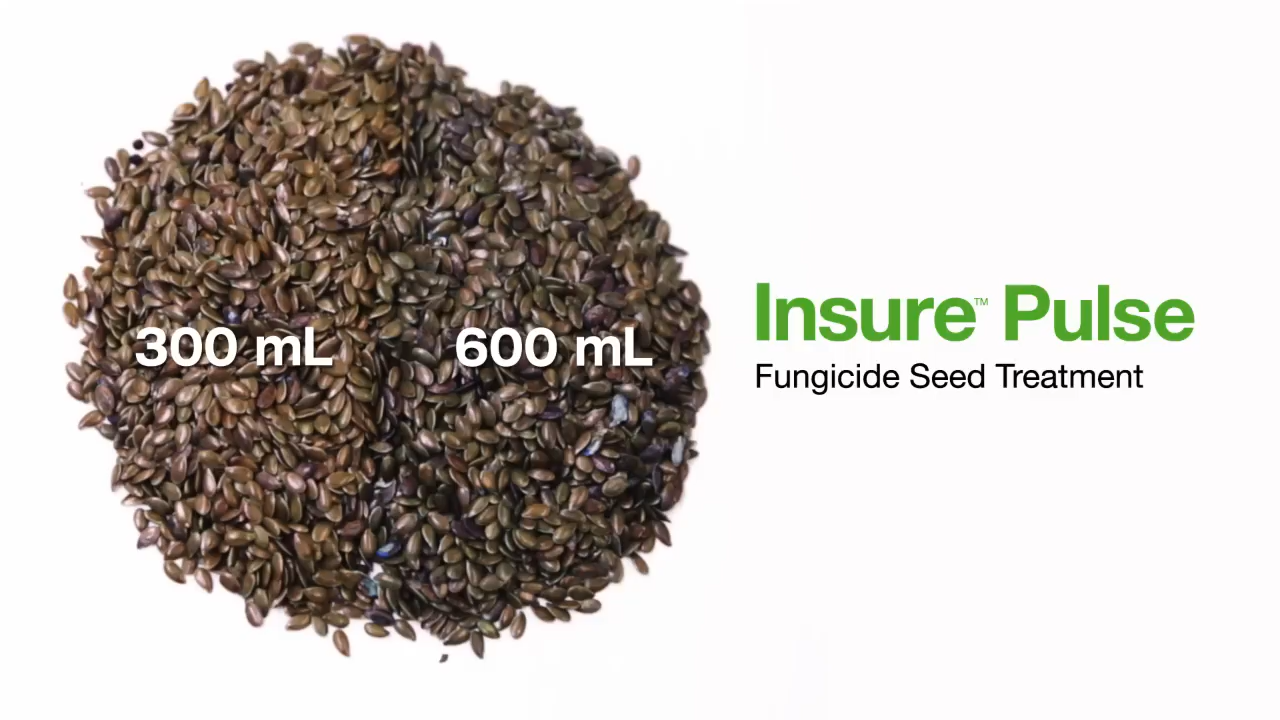 300 mL
600 mL
Insure™ Pulse
Fungicide Seed Treatment